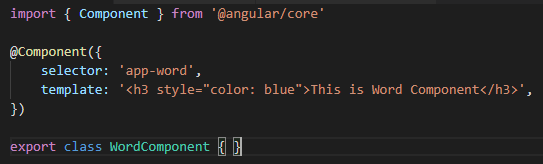 import { Component } from '@angular/core'
@Component({
selector: 'app-word',
template: '<h3 style="color: blue">This is Word Component</h3>',
})
export class WordComponent { }